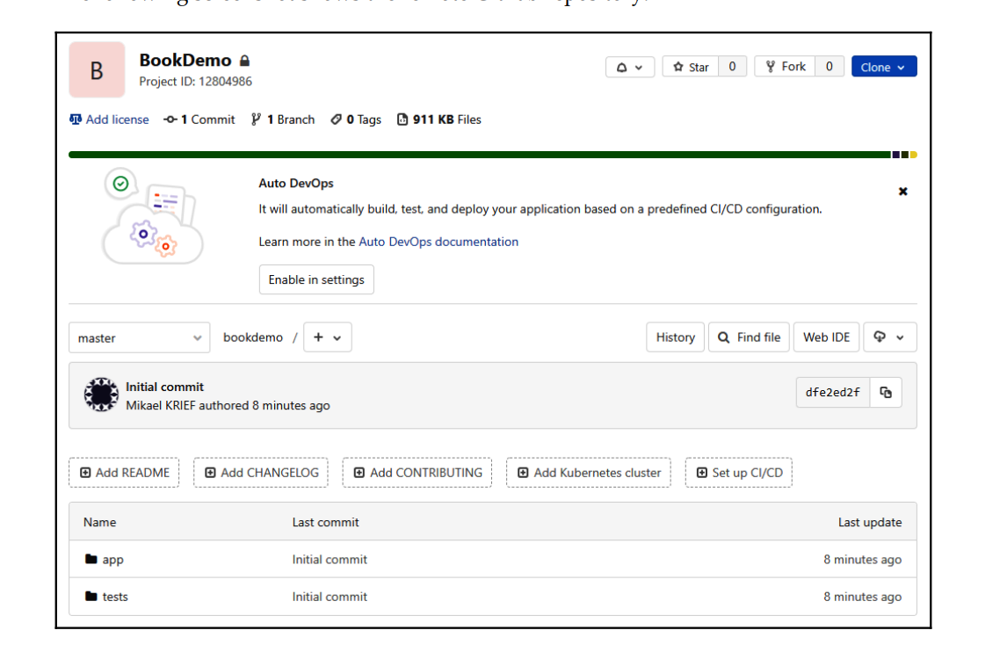 B
BookDemo
Project ID: 12804986
Star 0 Fork 0 Clone
Add license 1 Commit 1 Branch 0 Tags 911 KB Files
Auto DevOps
It will automatically build, test, and deploy your application based on a predefined CI/CD configuration.
Learn more in the Auto DevOps documentation
Enable in settings
master bookdemo / + History Find file Web IDE
Initial commit
Mikael KRIEF authored 8 minutes ago
dfe2ed2f
Add README Add CHANGELOG Add CONTRIBUTING Add Kubernetes cluster Set up CI/CD
Name Last commit Last update
app Initial commit 8 minutes ago
tests Initial commit 8 minutes ago